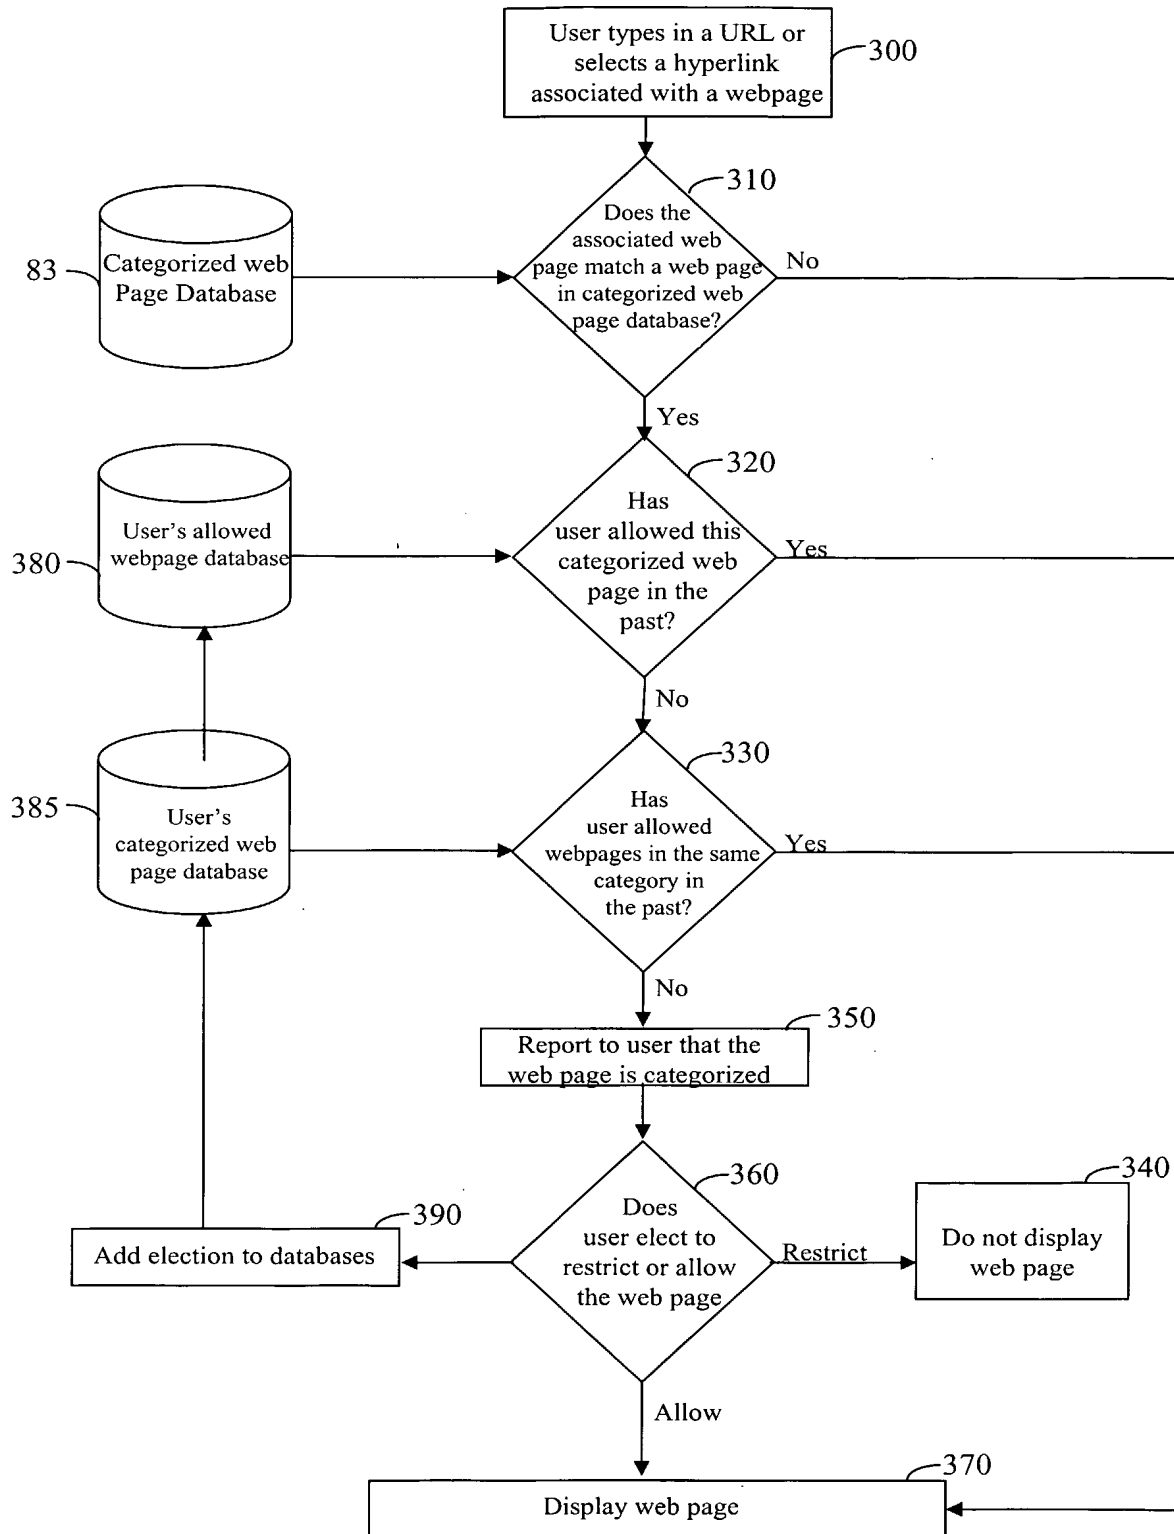 User types in a URL or
selects a hyperlink
associated with a webpage
300
310
Does the
associated web
page match a web page
in categorized web
page database?
No
83
Categorized web
Page Database
Yes
320
Has
user allowed this
categorized web
page in the
past?
Yes
User's allowed
webpage database
380
No
330
Has
user allowed
webpages in the same
category in
the past?
Yes
385
User's
categorized web
page database
No
350
Report to user that the
web page is categorized
360
Does
user elect to
restrict or allow
the web page
Restrict
340
Do not display
web page
390
Add election to databases
Allow
370
Display web page